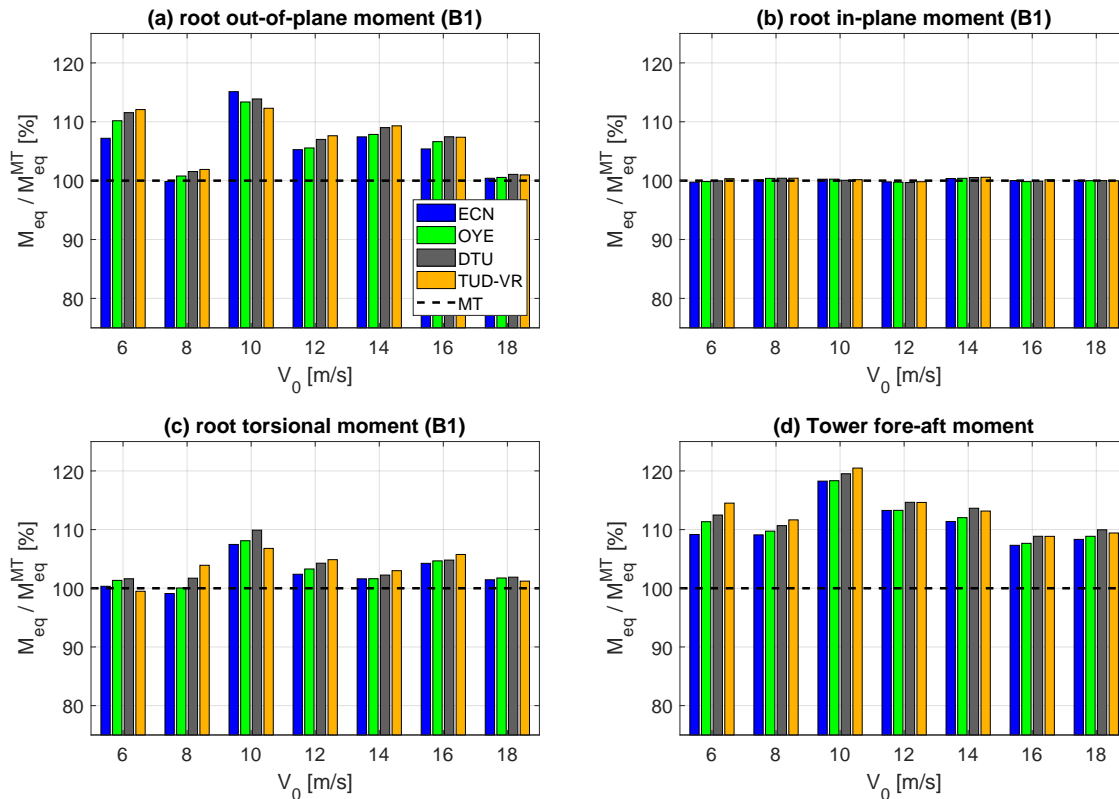 (a) root out-of-plane moment (B1)
120
110
100
90
80
M_eq / M_eq^MT [%]
6 8 10 12 14 16 18
V_0 [m/s]
ECN
OYE
DTU
TUD-VR
MT
(b) root in-plane moment (B1)
120
110
100
90
80
M_eq / M_eq^MT [%]
6 8 10 12 14 16 18
V_0 [m/s]
(c) root torsional moment (B1)
120
110
100
90
80
M_eq / M_eq^MT [%]
6 8 10 12 14 16 18
V_0 [m/s]
(d) Tower fore-aft moment
120
110
100
90
80
M_eq / M_eq^MT [%]
6 8 10 12 14 16 18
V_0 [m/s]